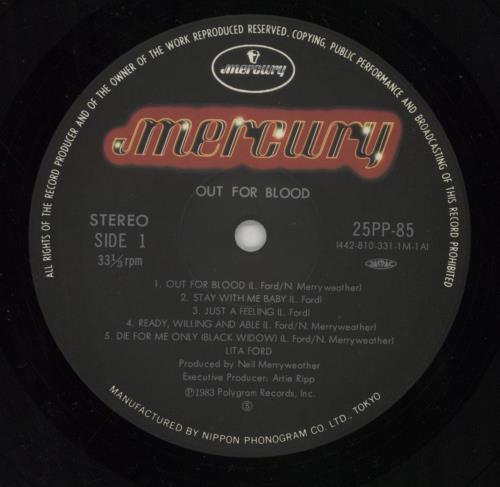 ALL RIGHTS OF THE RECORD PRODUCER AND OF THE OWNER OF THE WORK REPRODUCED RESERVED. COPYING, PUBLIC PERFORMANCE AND BROADCASTING OF THIS RECORD PROHIBITED
mercury
mercury
OUT FOR BLOOD
STEREO
SIDE 1
33⅓rpm
25PP-85
(442-810-331-1M-1A)
JASRAC
1. OUT FOR BLOOD (L. Ford/N. Merryweather)
2. STAY WITH ME BABY (L. Ford)
3. JUST A FEELING (L. Ford)
4. READY, WILLING AND ABLE (L. Ford/N. Merryweather)
5. DIE FOR ME ONLY (BLACK WIDOW) (L. Ford/N. Merryweather)
LITA FORD
Produced by Neil Merryweather
Executive Producer: Artie Ripp
Ⓟ1983 Polygram Records, Inc.
Ⓢ
MANUFACTURED BY NIPPON PHONOGRAM CO. LTD., TOKYO